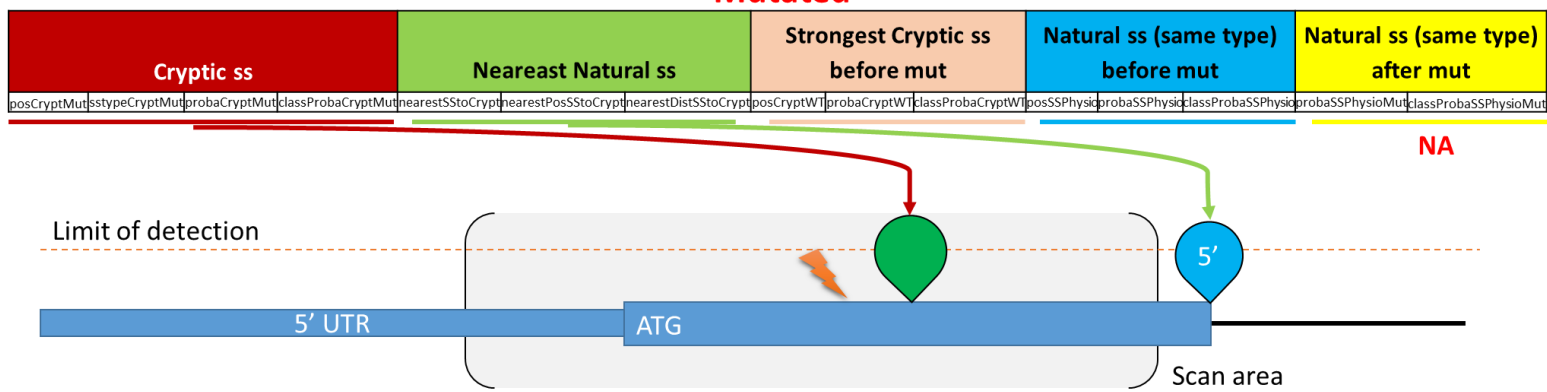 Mutated
Cryptic ss
Neareast Natural ss
Strongest Cryptic ss
before mut
Natural ss (same type)
before mut
Natural ss (same type)
after mut
posCryptMut sstypeCryptMut probaCryptMut classProbaCryptMut nearestSStoCrypt nearestPosSStoCrypt nearestDistSStoCrypt posCryptWT probaCryptWT classProbaCryptWT posSSPhysio probaSSPhysio classProbaSSPhysio probaSSPhysioMut classProbaSSPhysioMut
NA
Limit of detection
5'
5' UTR
ATG
Scan area